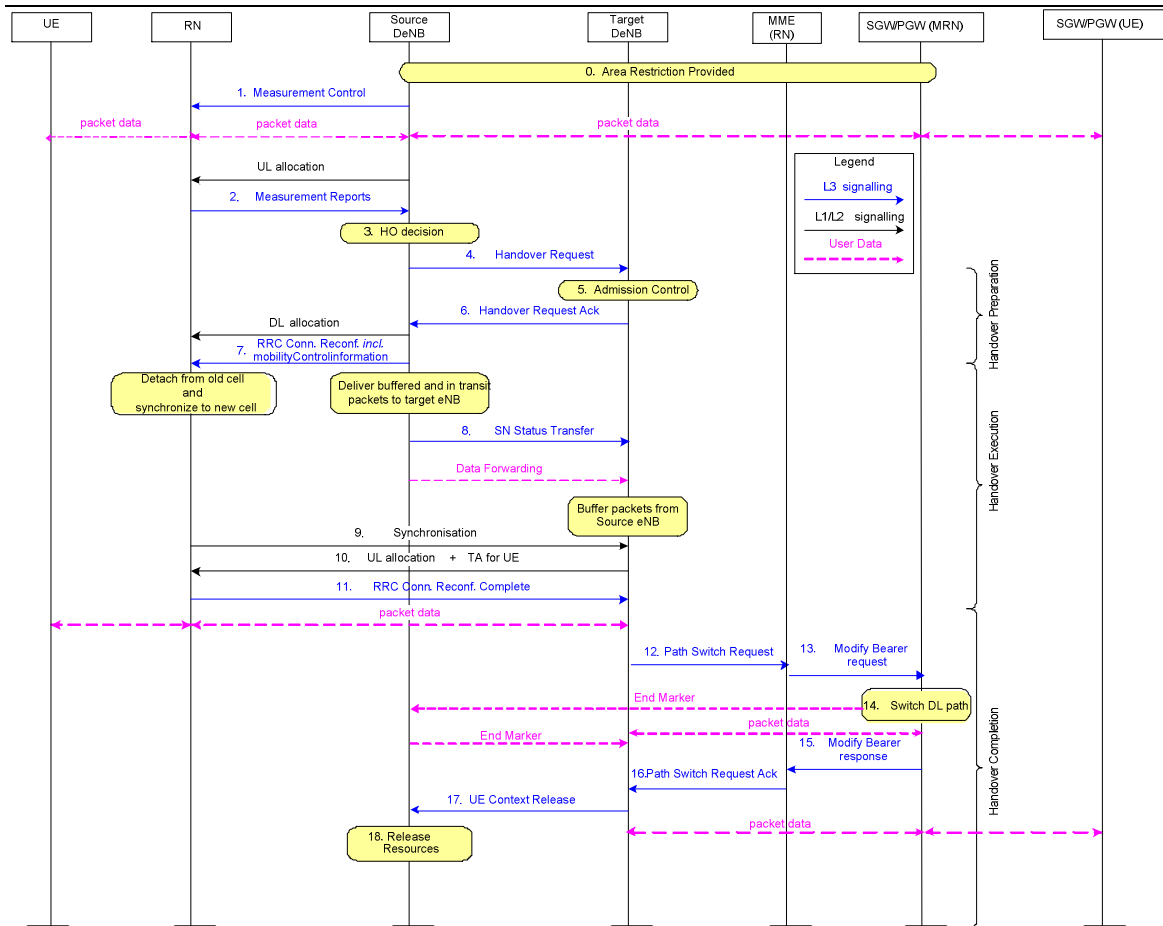 UE
RN
Source
DeNB
Target
DeNB
MME
(RN)
SGW/PGW (MRN)
SGW/PGW (UE)
0. Area Restriction Provided
1. Measurement Control
packet data
packet data
packet data
Legend
L3 signalling
L1/L2 signalling
User Data
UL allocation
2. Measurement Reports
3. HO decision
4. Handover Request
5. Admission Control
6. Handover Request Ack
DL allocation
7. RRC Conn. Reconf. incl.
mobilityControlinformation
Handover Preparation
Detach from old cell
and
synchronize to new cell
Deliver buffered and in transit
packets to target eNB
8. SN Status Transfer
Data Forwarding
Buffer packets from
Source eNB
9. Synchronisation
10. UL allocation + TA for UE
11. RRC Conn. Reconf. Complete
Handover Execution
packet data
12. Path Switch Request
13. Modify Bearer
request
End Marker
14. Switch DL path
packet data
End Marker
15. Modify Bearer
response
16.Path Switch Request Ack
17. UE Context Release
packet data
18. Release
Resources
Handover Completion